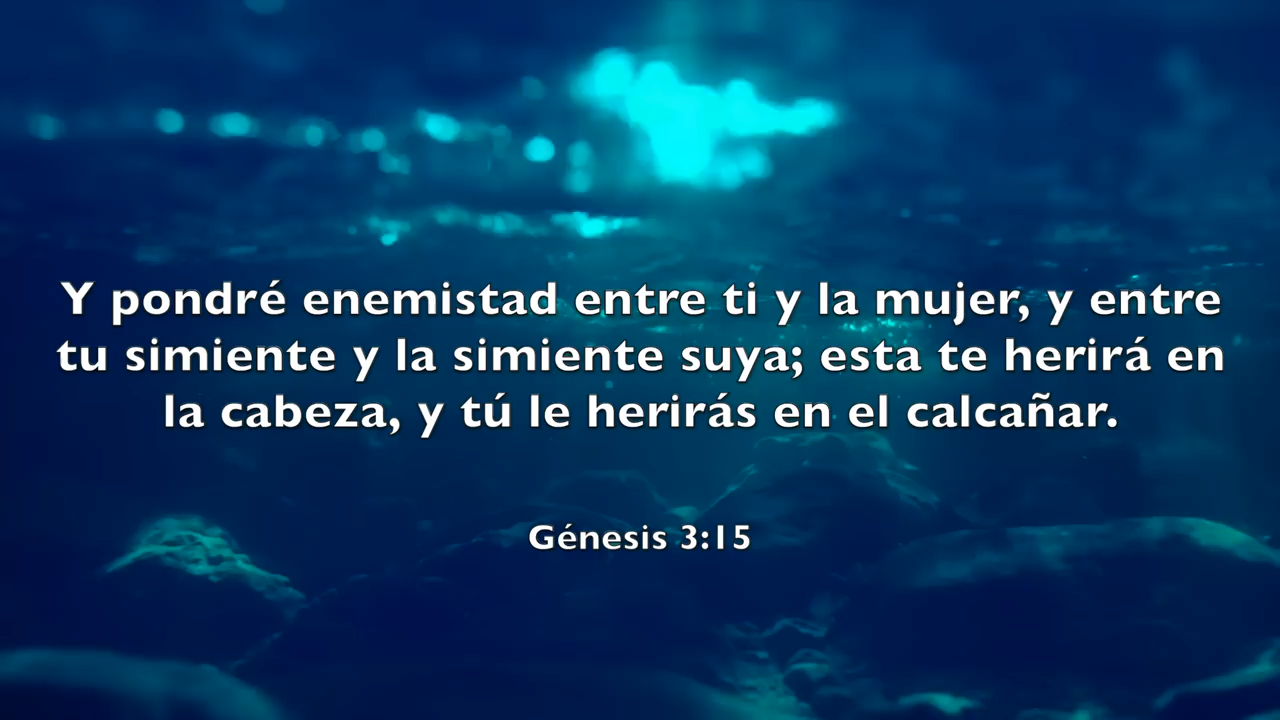 Y pondré enemistad entre ti y la mujer, y entre
tu simiente y la simiente suya; esta te herirá en
la cabeza, y tú le herirás en el calcañar.
Génesis 3:15